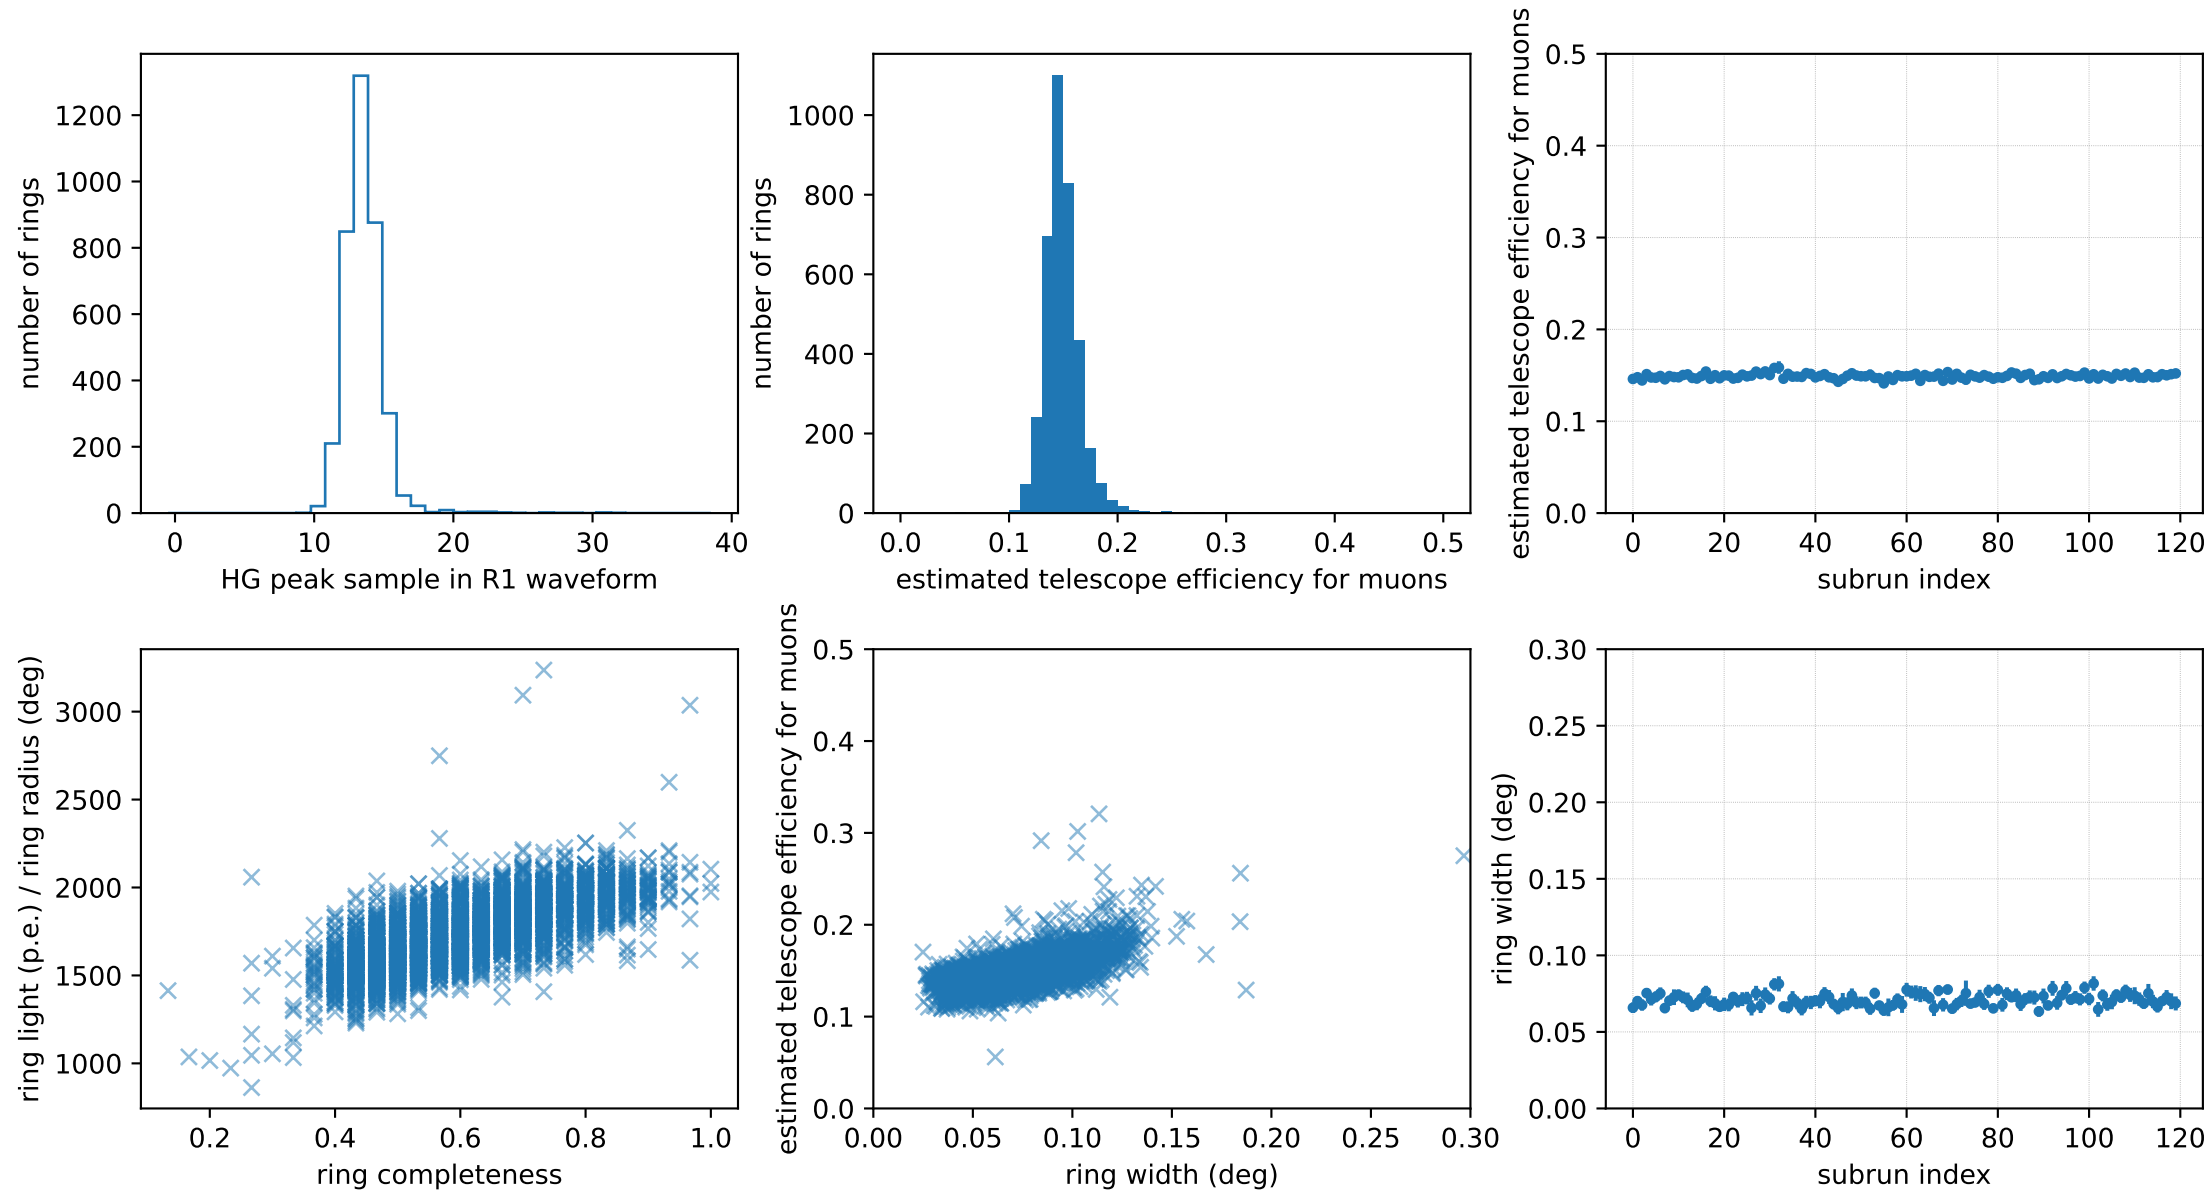 number of rings
1200
1000
800
600
400
200
0
0 10 20 30 40
HG peak sample in R1 waveform
number of rings
1000
800
600
400
200
0
0.0 0.1 0.2 0.3 0.4 0.5
estimated telescope efficiency for muons
estimated telescope efficiency for muons
0.5
0.4
0.3
0.2
0.1
0.0
0 20 40 60 80 100 120
subrun index
ring light (p.e.) / ring radius (deg)
3000
2500
2000
1500
1000
0.2 0.4 0.6 0.8 1.0
ring completeness
estimated telescope efficiency for muons
0.5
0.4
0.3
0.2
0.1
0.0
0.00 0.05 0.10 0.15 0.20 0.25 0.30
ring width (deg)
ring width (deg)
0.30
0.25
0.20
0.15
0.10
0.05
0.00
0 20 40 60 80 100 120
subrun index